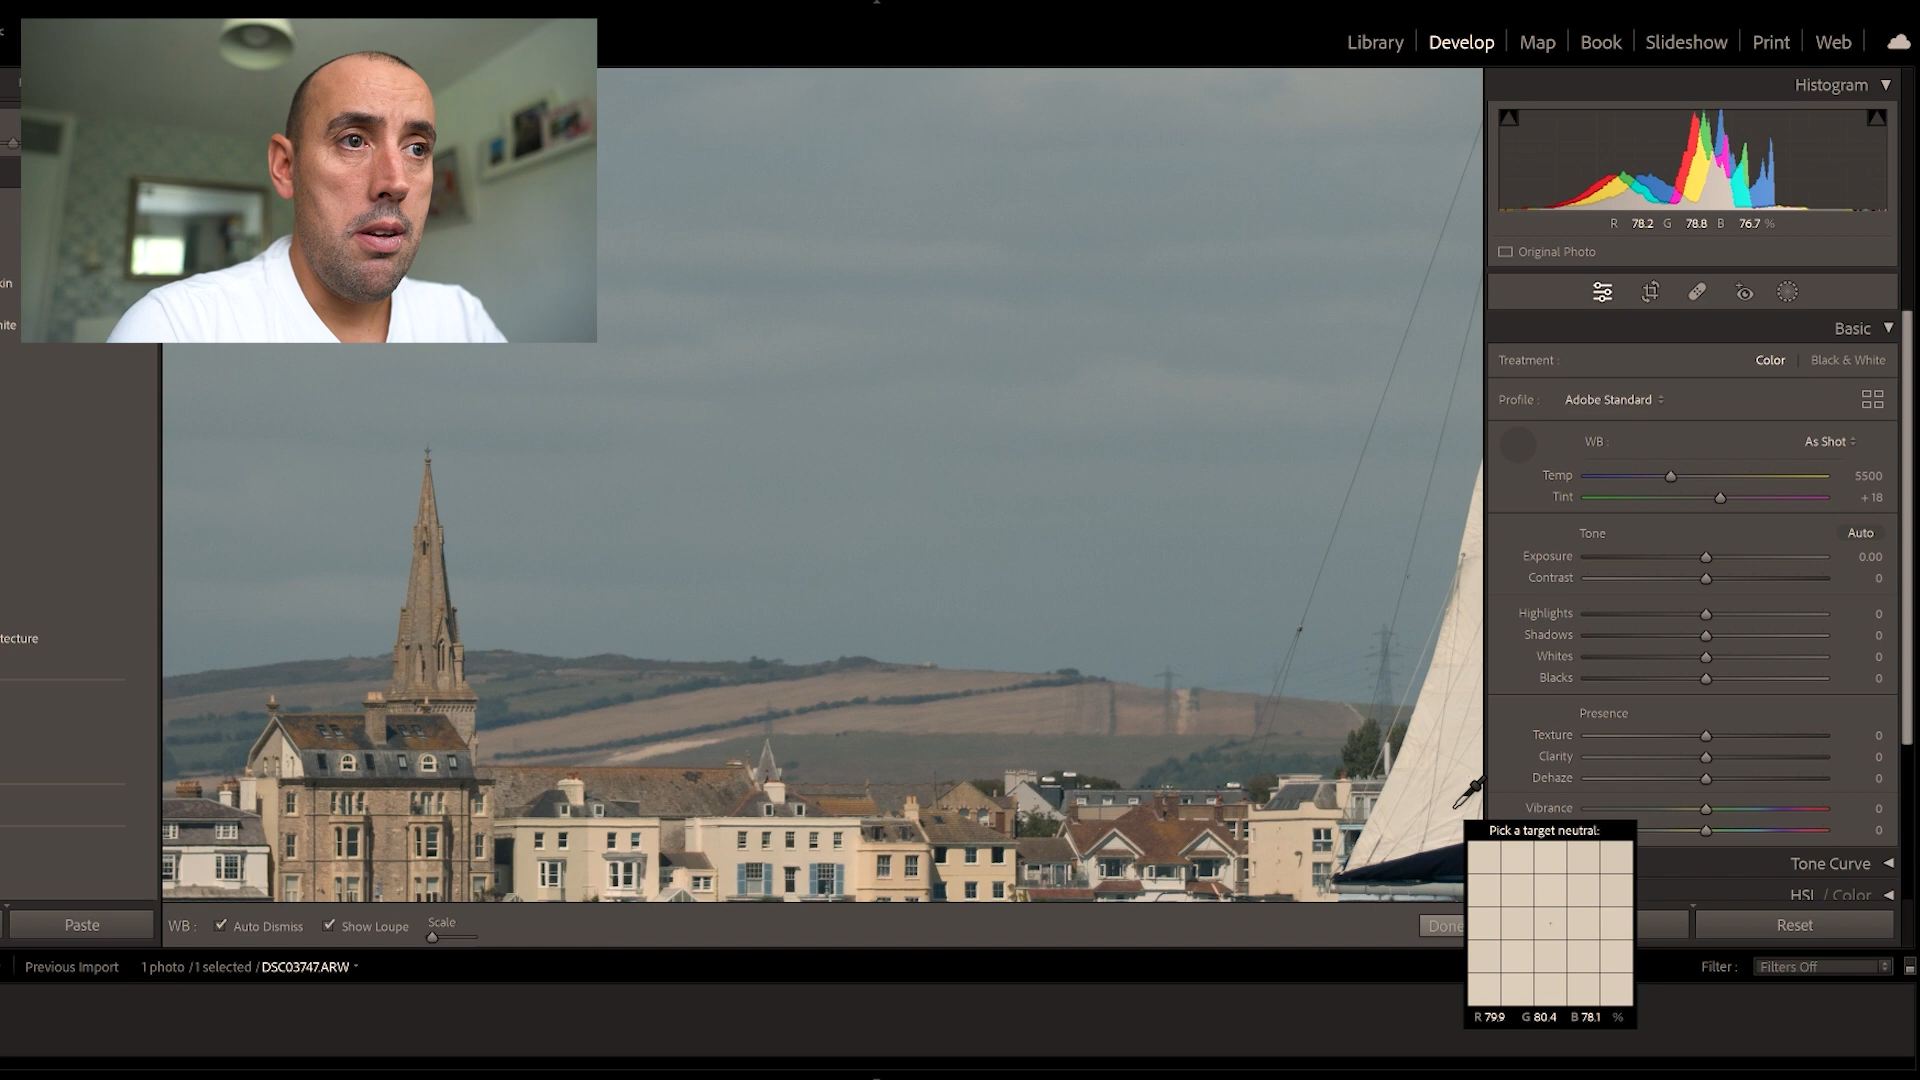 Library | Develop | Map | Book | Slideshow | Print | Web
Histogram
R 78.2 G 78.8 B 76.7 %
Original Photo
Basic
Treatment : Color | Black & White
Profile : Adobe Standard
WB : As Shot
Temp 5500
Tint + 18
Tone Auto
Exposure 0.00
Contrast 0
Highlights 0
Shadows 0
Whites 0
Blacks 0
Presence
Texture 0
Clarity 0
Dehaze 0
Vibrance 0
0
Tone Curve
HSL / Color
Reset
kin
hite
tecture
Paste
WB : Auto Dismiss Show Loupe Scale
Done
Pick a target neutral:
R 79.9 G 80.4 B 78.1 %
Previous Import 1 photo / 1 selected / DSC03747.ARW
Filter : Filters Off